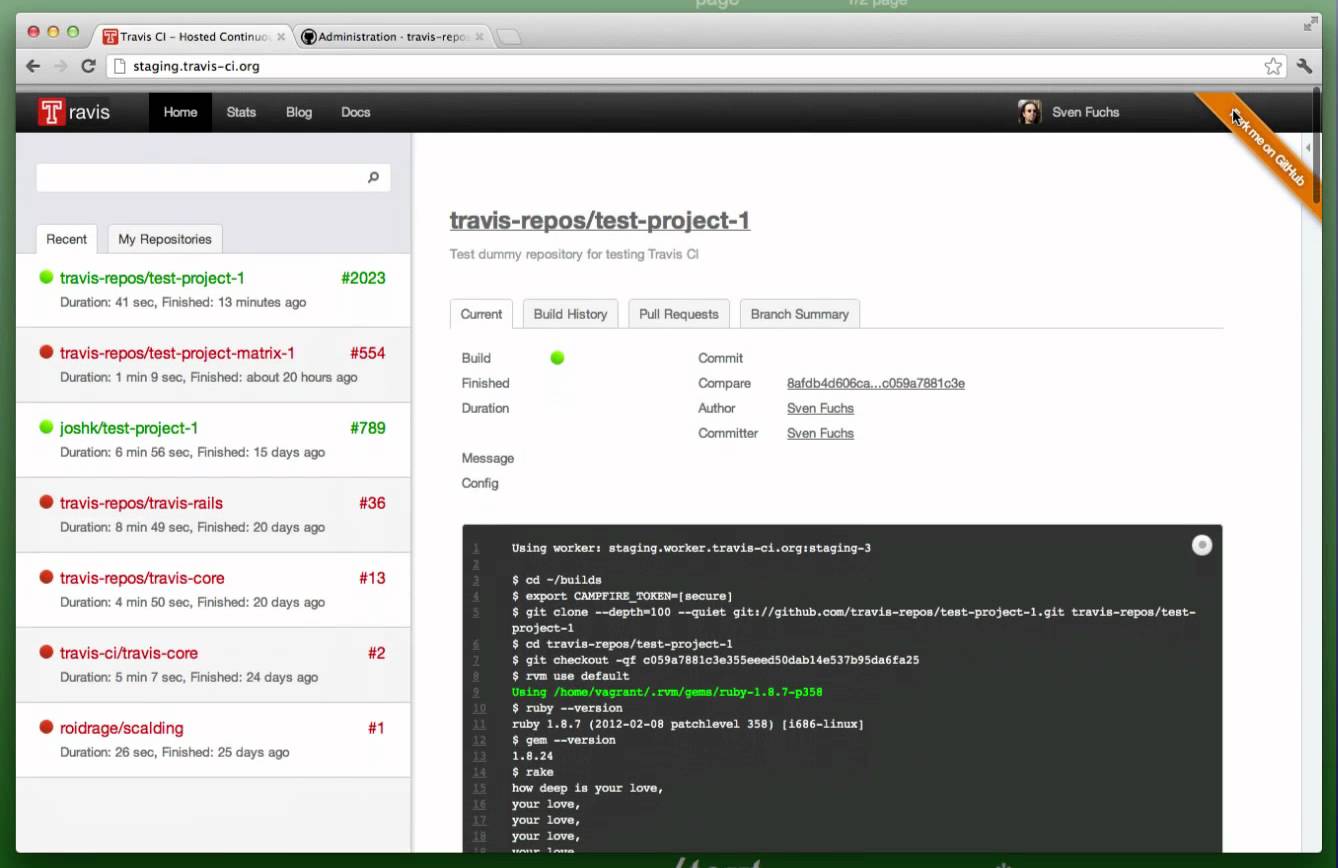 page 1/2 page
Travis CI - Hosted Continuo
Administration · travis-repo
staging.travis-ci.org
Travis Home Stats Blog Docs Sven Fuchs
me on GitHub
Recent My Repositories
travis-repos/test-project-1 #2023
Duration: 41 sec, Finished: 13 minutes ago
travis-repos/test-project-matrix-1 #554
Duration: 1 min 9 sec, Finished: about 20 hours ago
joshk/test-project-1 #789
Duration: 6 min 56 sec, Finished: 15 days ago
travis-repos/travis-rails #36
Duration: 8 min 49 sec, Finished: 20 days ago
travis-repos/travis-core #13
Duration: 4 min 50 sec, Finished: 20 days ago
travis-ci/travis-core #2
Duration: 5 min 7 sec, Finished: 24 days ago
roidrage/scalding #1
Duration: 26 sec, Finished: 25 days ago
travis-repos/test-project-1
Test dummy repository for testing Travis CI
Current Build History Pull Requests Branch Summary
Build Commit
Finished Compare 8afdb4d606ca...c059a7881c3e
Duration Author Sven Fuchs
Committer Sven Fuchs
Message
Config
1 Using worker: staging.worker.travis-ci.org:staging-3
2
3 $ cd ~/builds
4 $ export CAMPFIRE_TOKEN=[secure]
5 $ git clone --depth=100 --quiet git://github.com/travis-repos/test-project-1.git travis-repos/test-
project-1
6 $ cd travis-repos/test-project-1
7 $ git checkout -qf c059a7881c3e355eeed50dab14e537b95da6fa25
8 $ rvm use default
9 Using /home/vagrant/.rvm/gems/ruby-1.8.7-p358
10 $ ruby --version
11 ruby 1.8.7 (2012-02-08 patchlevel 358) [i686-linux]
12 $ gem --version
13 1.8.24
14 $ rake
15 how deep is your love,
16 your love,
17 your love,
18 your love,
19 your love